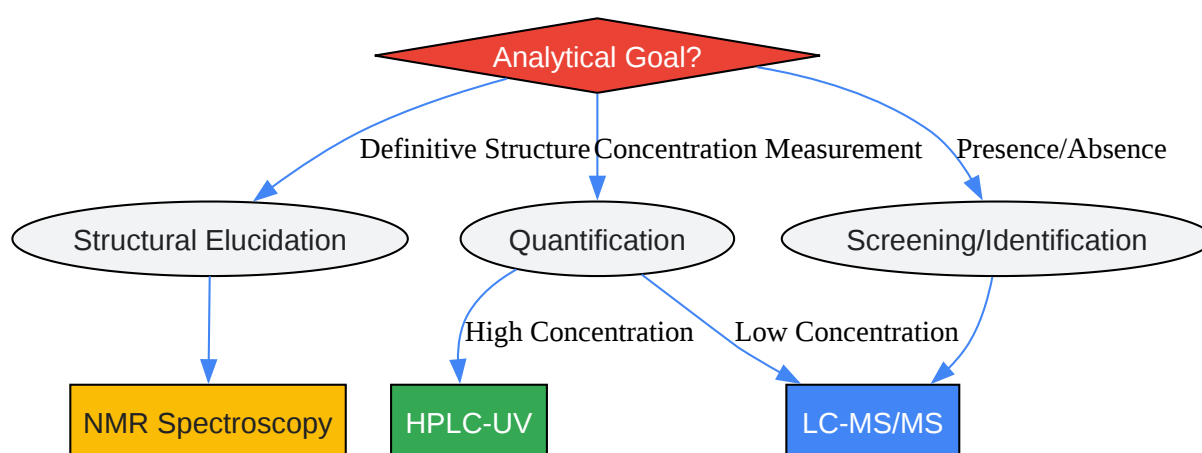 Analytical Goal?
Definitive Structure
Concentration Measurement
Presence/Absence
Structural Elucidation
Quantification
Screening/Identification
High Concentration
Low Concentration
NMR Spectroscopy
HPLC-UV
LC-MS/MS